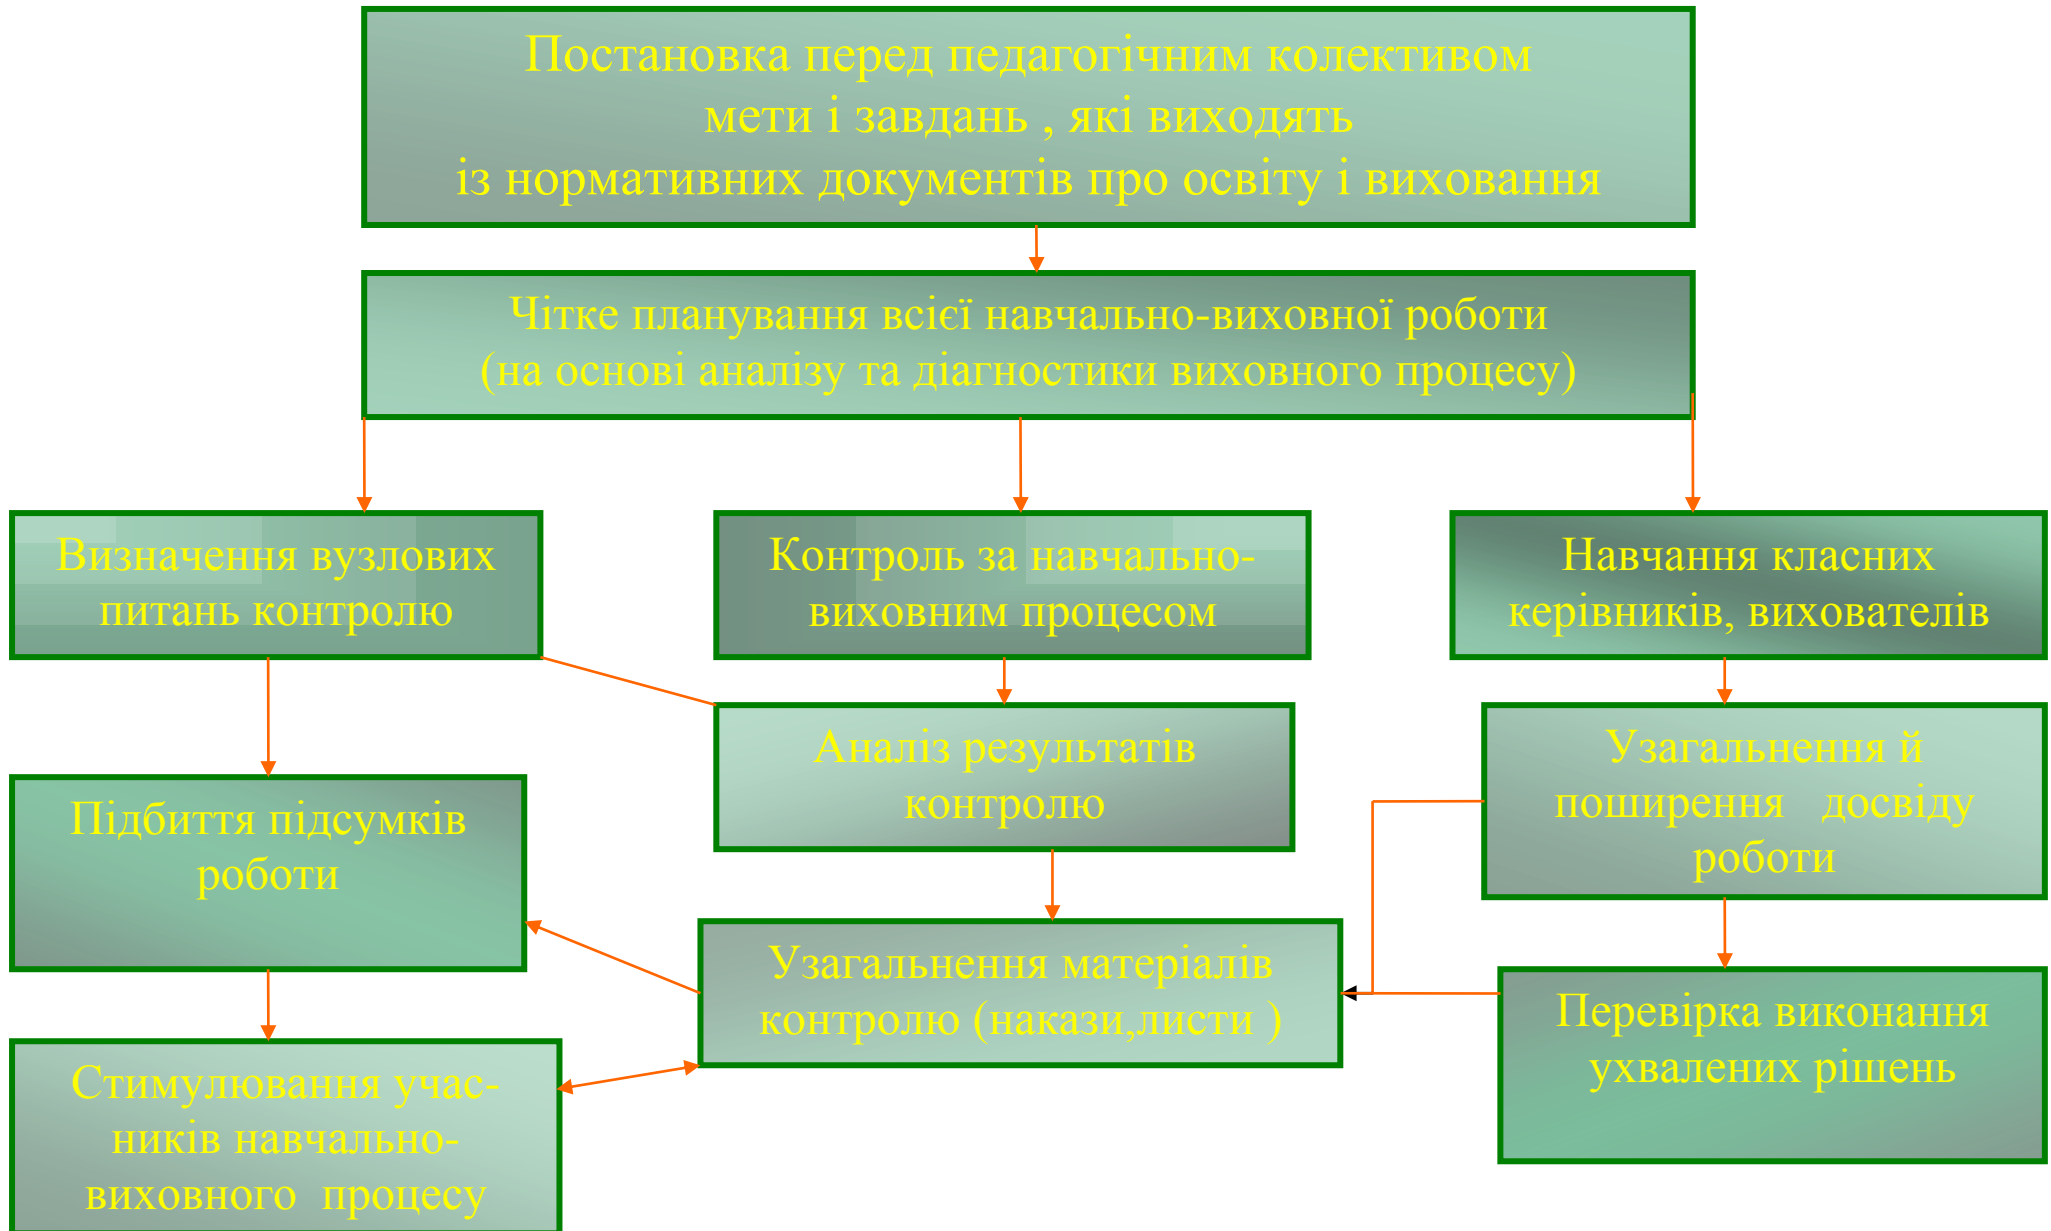 Постановка перед педагогічним колективом
мети і завдань , які виходять
із нормативних документів про освіту і виховання
Чітке планування всієї навчально-виховної роботи
(на основі аналізу та діагностики виховного процесу)
Визначення вузлових
питань контролю
Контроль за навчально-
виховним процесом
Навчання класних
керівників, вихователів
Аналіз результатів
контролю
Узагальнення й
поширення   досвіду
роботи
Підбиття підсумків
роботи
Узагальнення матеріалів
контролю (накази,листи )
Перевірка виконання
ухвалених рішень
Стимулювання учас-
ників навчально-
виховного  процесу